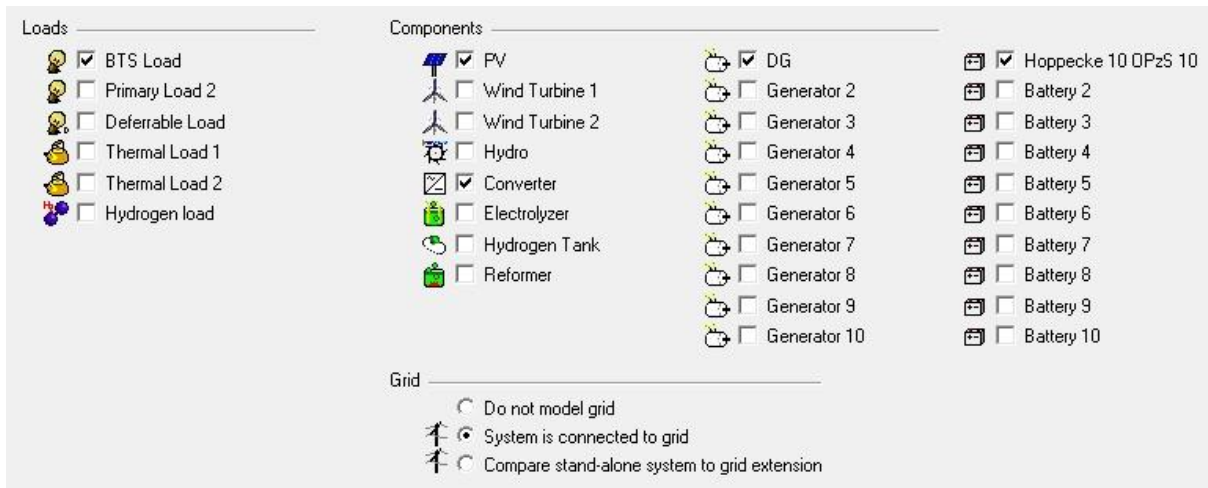 Loads
BTS Load
Primary Load 2
Deferrable Load
Thermal Load 1
Thermal Load 2
Hydrogen load
Components
PV
Wind Turbine 1
Wind Turbine 2
Hydro
Converter
Electrolyzer
Hydrogen Tank
Reformer
DG
Generator 2
Generator 3
Generator 4
Generator 5
Generator 6
Generator 7
Generator 8
Generator 9
Generator 10
Hoppecke 10 OPzS 10
Battery 2
Battery 3
Battery 4
Battery 5
Battery 6
Battery 7
Battery 8
Battery 9
Battery 10
Grid
Do not model grid
System is connected to grid
Compare stand-alone system to grid extension